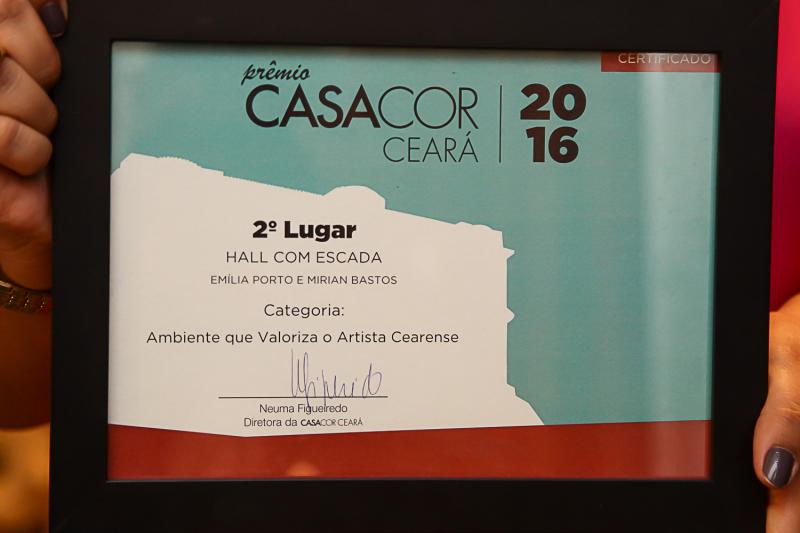 CERTIFICADO
prêmio
CASACOR
CEARÁ
20
16
2º Lugar
HALL COM ESCADA
EMÍLIA PORTO E MIRIAN BASTOS
Categoria:
Ambiente que Valoriza o Artista Cearense
Neuma Figueiredo
Diretora da CASACOR CEARÁ